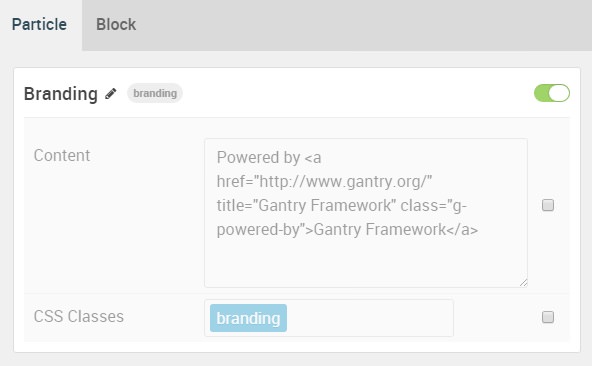 Particle Block
Branding branding
Content
Powered by <a
href="http://www.gantry.org/"
title="Gantry Framework" class="g-
powered-by">Gantry Framework</a>
CSS Classes branding